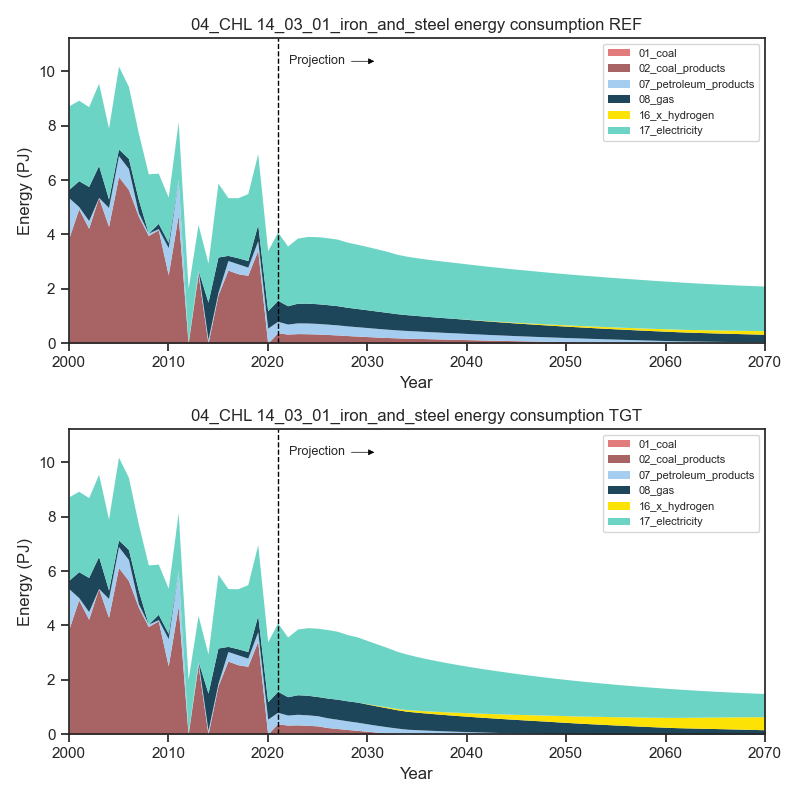 04_CHL 14_03_01_iron_and_steel energy consumption REF
Energy (PJ)
10
8
6
4
2
0
Projection
01_coal
02_coal_products
07_petroleum_products
08_gas
16_x_hydrogen
17_electricity
2000 2010 2020 2030 2040 2050 2060 2070
Year
04_CHL 14_03_01_iron_and_steel energy consumption TGT
Energy (PJ)
10
8
6
4
2
0
Projection
01_coal
02_coal_products
07_petroleum_products
08_gas
16_x_hydrogen
17_electricity
2000 2010 2020 2030 2040 2050 2060 2070
Year